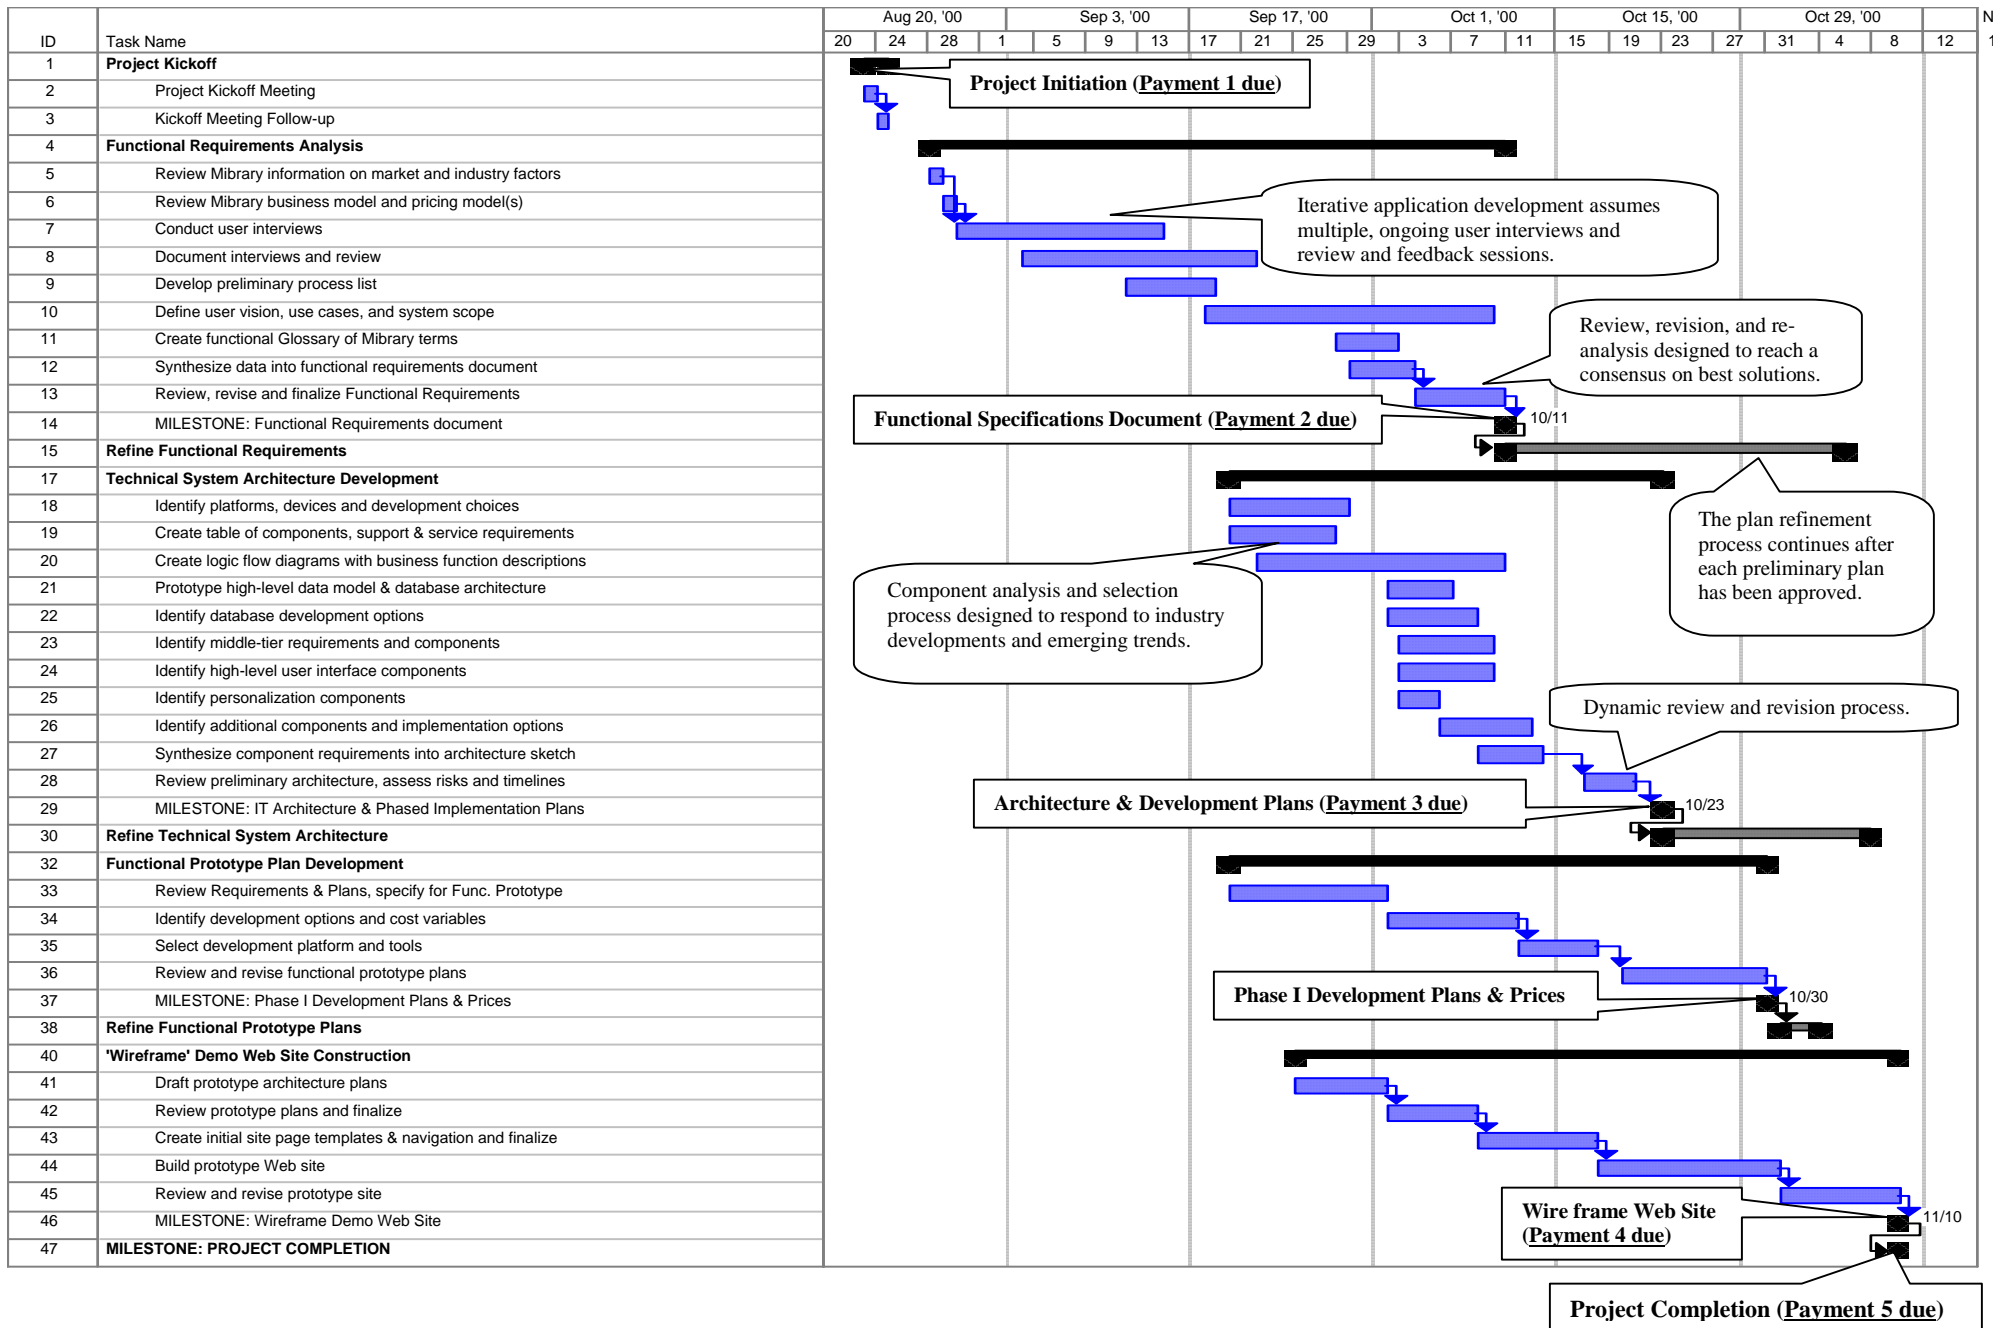 Aug 20, '00 Sep 3, '00 Sep 17, '00 Oct 1, '00 Oct 15, '00 Oct 29, '00 N
ID Task Name 20 24 28 1 5 9 13 17 21 25 29 3 7 11 15 19 23 27 31 4 8 12 1
1 Project Kickoff
Project Initiation (Payment 1 due)
2 Project Kickoff Meeting
3 Kickoff Meeting Follow-up
4 Functional Requirements Analysis
5 Review Mibrary information on market and industry factors
6 Review Mibrary business model and pricing model(s)
7 Conduct user interviews
Iterative application development assumes
multiple, ongoing user interviews and
review and feedback sessions.
8 Document interviews and review
9 Develop preliminary process list
10 Define user vision, use cases, and system scope
11 Create functional Glossary of Mibrary terms
12 Synthesize data into functional requirements document
Review, revision, and re-
analysis designed to reach a
consensus on best solutions.
13 Review, revise and finalize Functional Requirements
14 MILESTONE: Functional Requirements document
Functional Specifications Document (Payment 2 due)
10/11
15 Refine Functional Requirements
17 Technical System Architecture Development
18 Identify platforms, devices and development choices
19 Create table of components, support & service requirements
20 Create logic flow diagrams with business function descriptions
The plan refinement
process continues after
each preliminary plan
has been approved.
21 Prototype high-level data model & database architecture
22 Identify database development options
23 Identify middle-tier requirements and components
Component analysis and selection
process designed to respond to industry
developments and emerging trends.
24 Identify high-level user interface components
25 Identify personalization components
26 Identify additional components and implementation options
Dynamic review and revision process.
27 Synthesize component requirements into architecture sketch
28 Review preliminary architecture, assess risks and timelines
29 MILESTONE: IT Architecture & Phased Implementation Plans
Architecture & Development Plans (Payment 3 due)
10/23
30 Refine Technical System Architecture
32 Functional Prototype Plan Development
33 Review Requirements & Plans, specify for Func. Prototype
34 Identify development options and cost variables
35 Select development platform and tools
36 Review and revise functional prototype plans
37 MILESTONE: Phase I Development Plans & Prices
Phase I Development Plans & Prices
10/30
38 Refine Functional Prototype Plans
40 'Wireframe' Demo Web Site Construction
41 Draft prototype architecture plans
42 Review prototype plans and finalize
43 Create initial site page templates & navigation and finalize
44 Build prototype Web site
45 Review and revise prototype site
46 MILESTONE: Wireframe Demo Web Site
Wire frame Web Site
(Payment 4 due)
11/10
47 MILESTONE: PROJECT COMPLETION
Project Completion (Payment 5 due)